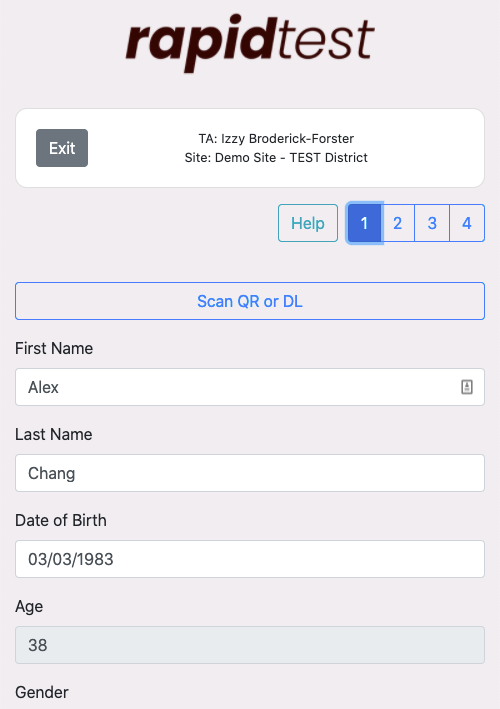 rapidtest
Exit
TA: Izzy Broderick-Forster
Site: Demo Site - TEST District
Help 1 2 3 4
Scan QR or DL
First Name
Alex
Last Name
Chang
Date of Birth
03/03/1983
Age
38
Gender